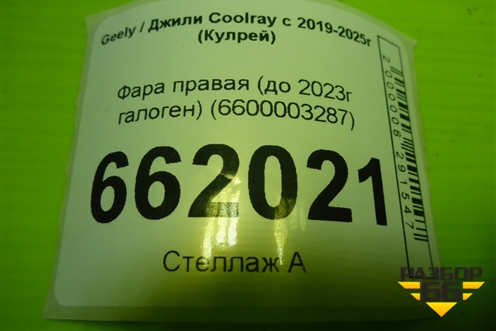 Geely / Джили Coolray с 2019-2025г
(Кулрей)
Фара правая (до 2023г
галоген) (6600003287)
662021
Стеллаж А
2000006291547
РАЗБОР
66